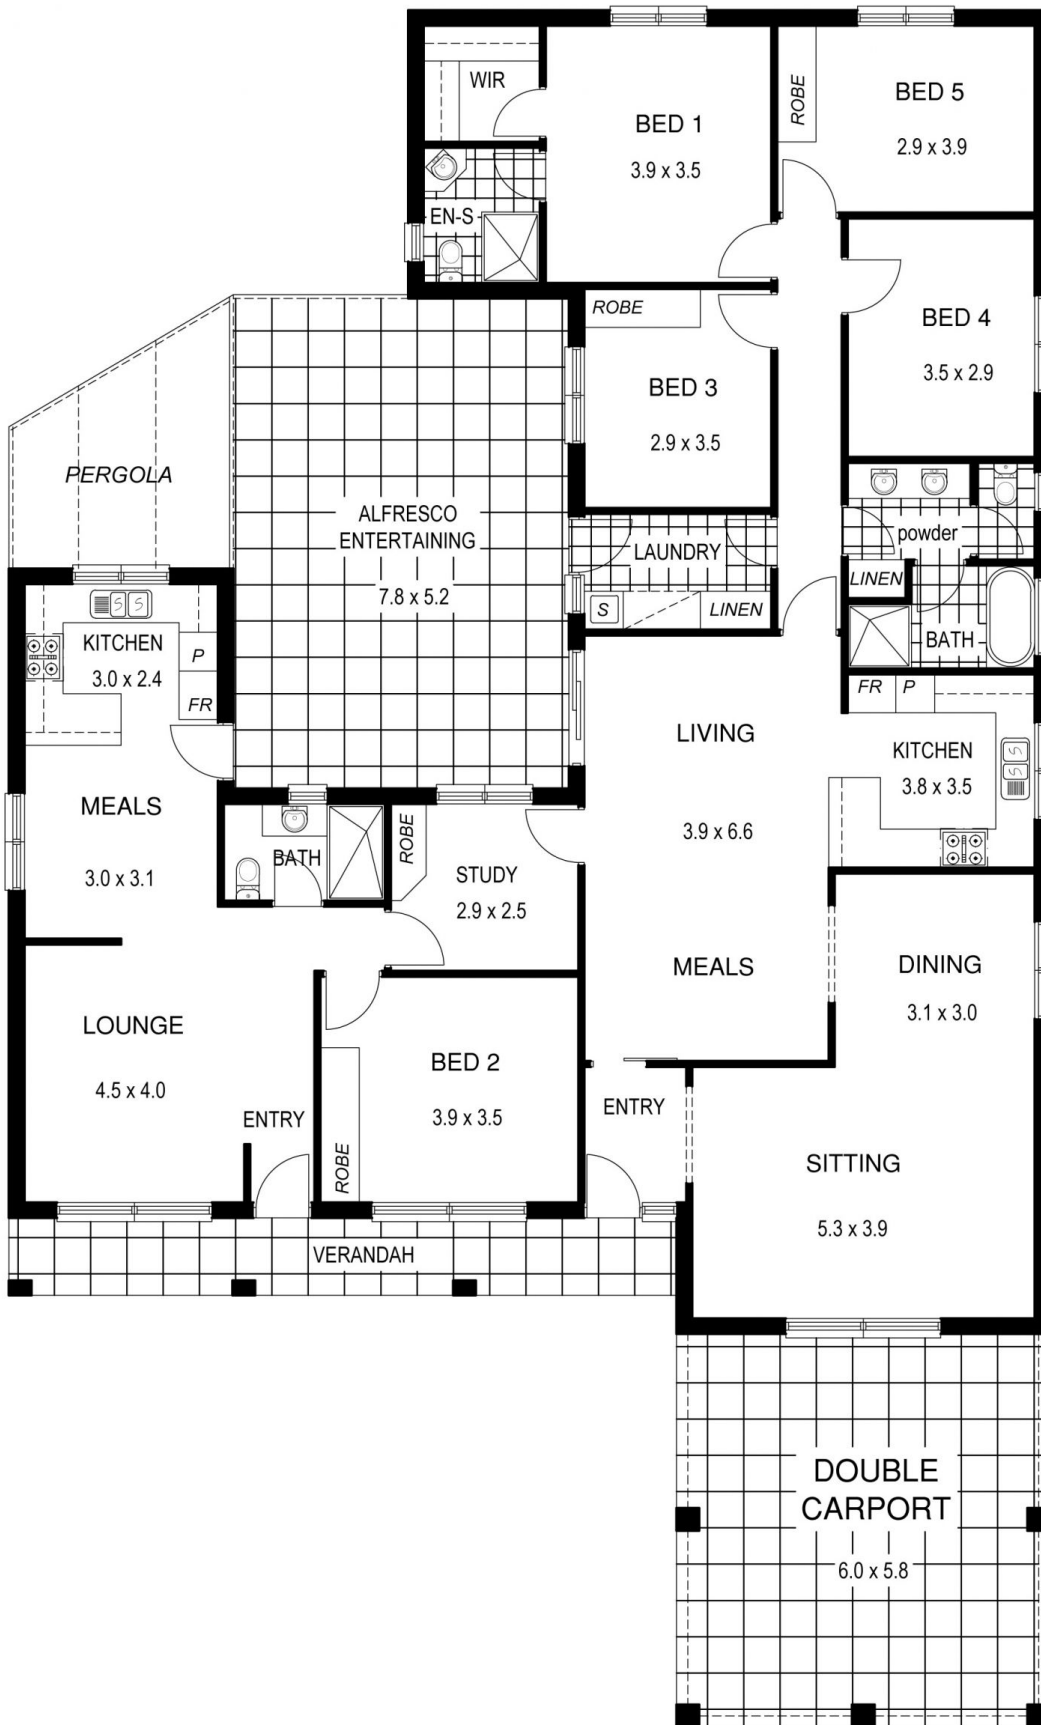 WIR
BED 1
3.9 x 3.5
ROBE
BED 5
2.9 x 3.9
EN-S
ROBE
BED 3
2.9 x 3.5
BED 4
3.5 x 2.9
PERGOLA
ALFRESCO
ENTERTAINING
7.8 x 5.2
LAUNDRY
S
LINEN
powder
LINEN
BATH
KITCHEN
3.0 x 2.4
P
FR
MEALS
3.0 x 3.1
BATH
ROBE
STUDY
2.9 x 2.5
LIVING
3.9 x 6.6
MEALS
FR
P
KITCHEN
3.8 x 3.5
DINING
3.1 x 3.0
LOUNGE
4.5 x 4.0
ENTRY
BED 2
3.9 x 3.5
ROBE
ENTRY
SITTING
5.3 x 3.9
VERANDAH
DOUBLE
CARPORT
6.0 x 5.8